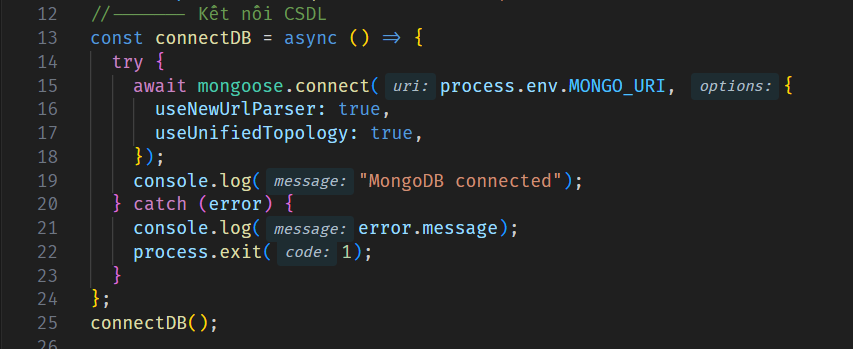 12 //------- Kết nối CSDL
13 const connectDB = async () => {
14 try {
15 await mongoose.connect( uri: process.env.MONGO_URI, options: {
16 useNewUrlParser: true,
17 useUnifiedTopology: true,
18 });
19 console.log( message: "MongoDB connected");
20 } catch (error) {
21 console.log( message: error.message);
22 process.exit( code: 1);
23 }
24 };
25 connectDB();
26